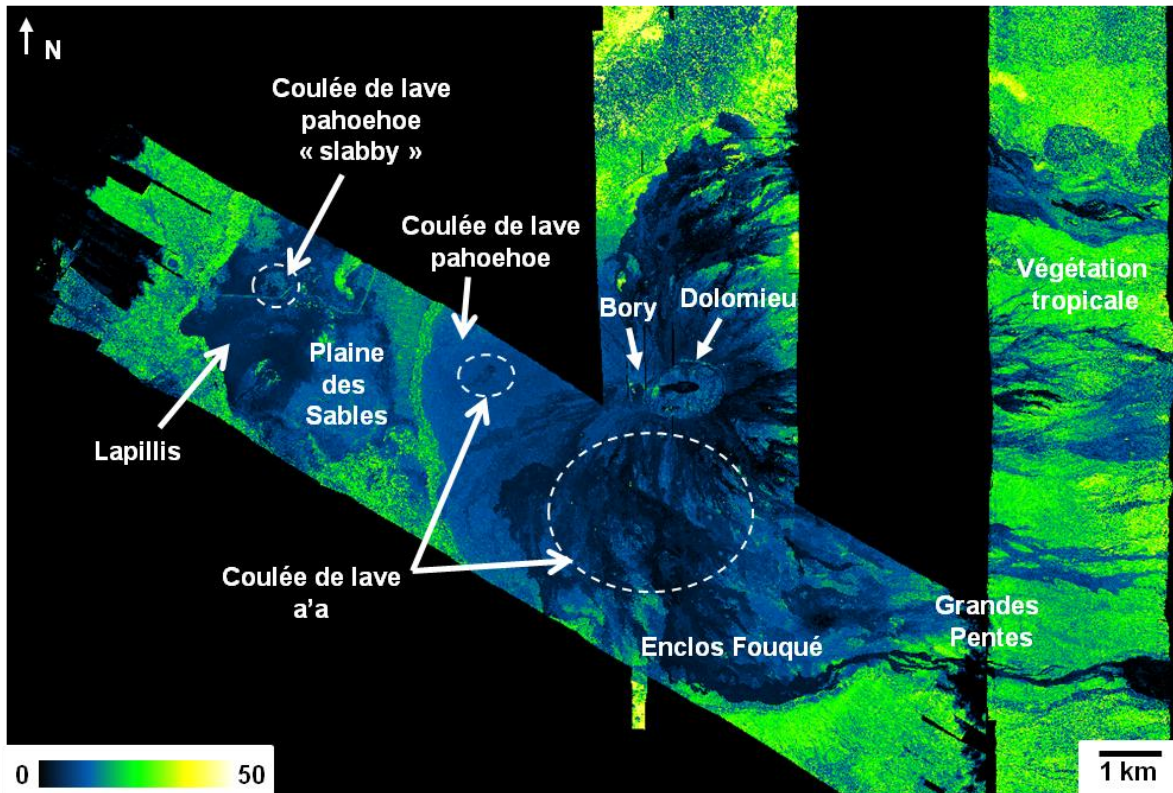 N
Coulée de lave
pahoehoe
« slabby »
Coulée de lave
pahoehoe
Bory
Dolomieu
Végétation
tropicale
Plaine
des
Sables
Lapillis
Coulée de lave
a'a
Enclos Fouqué
Grandes
Pentes
0
50
1 km